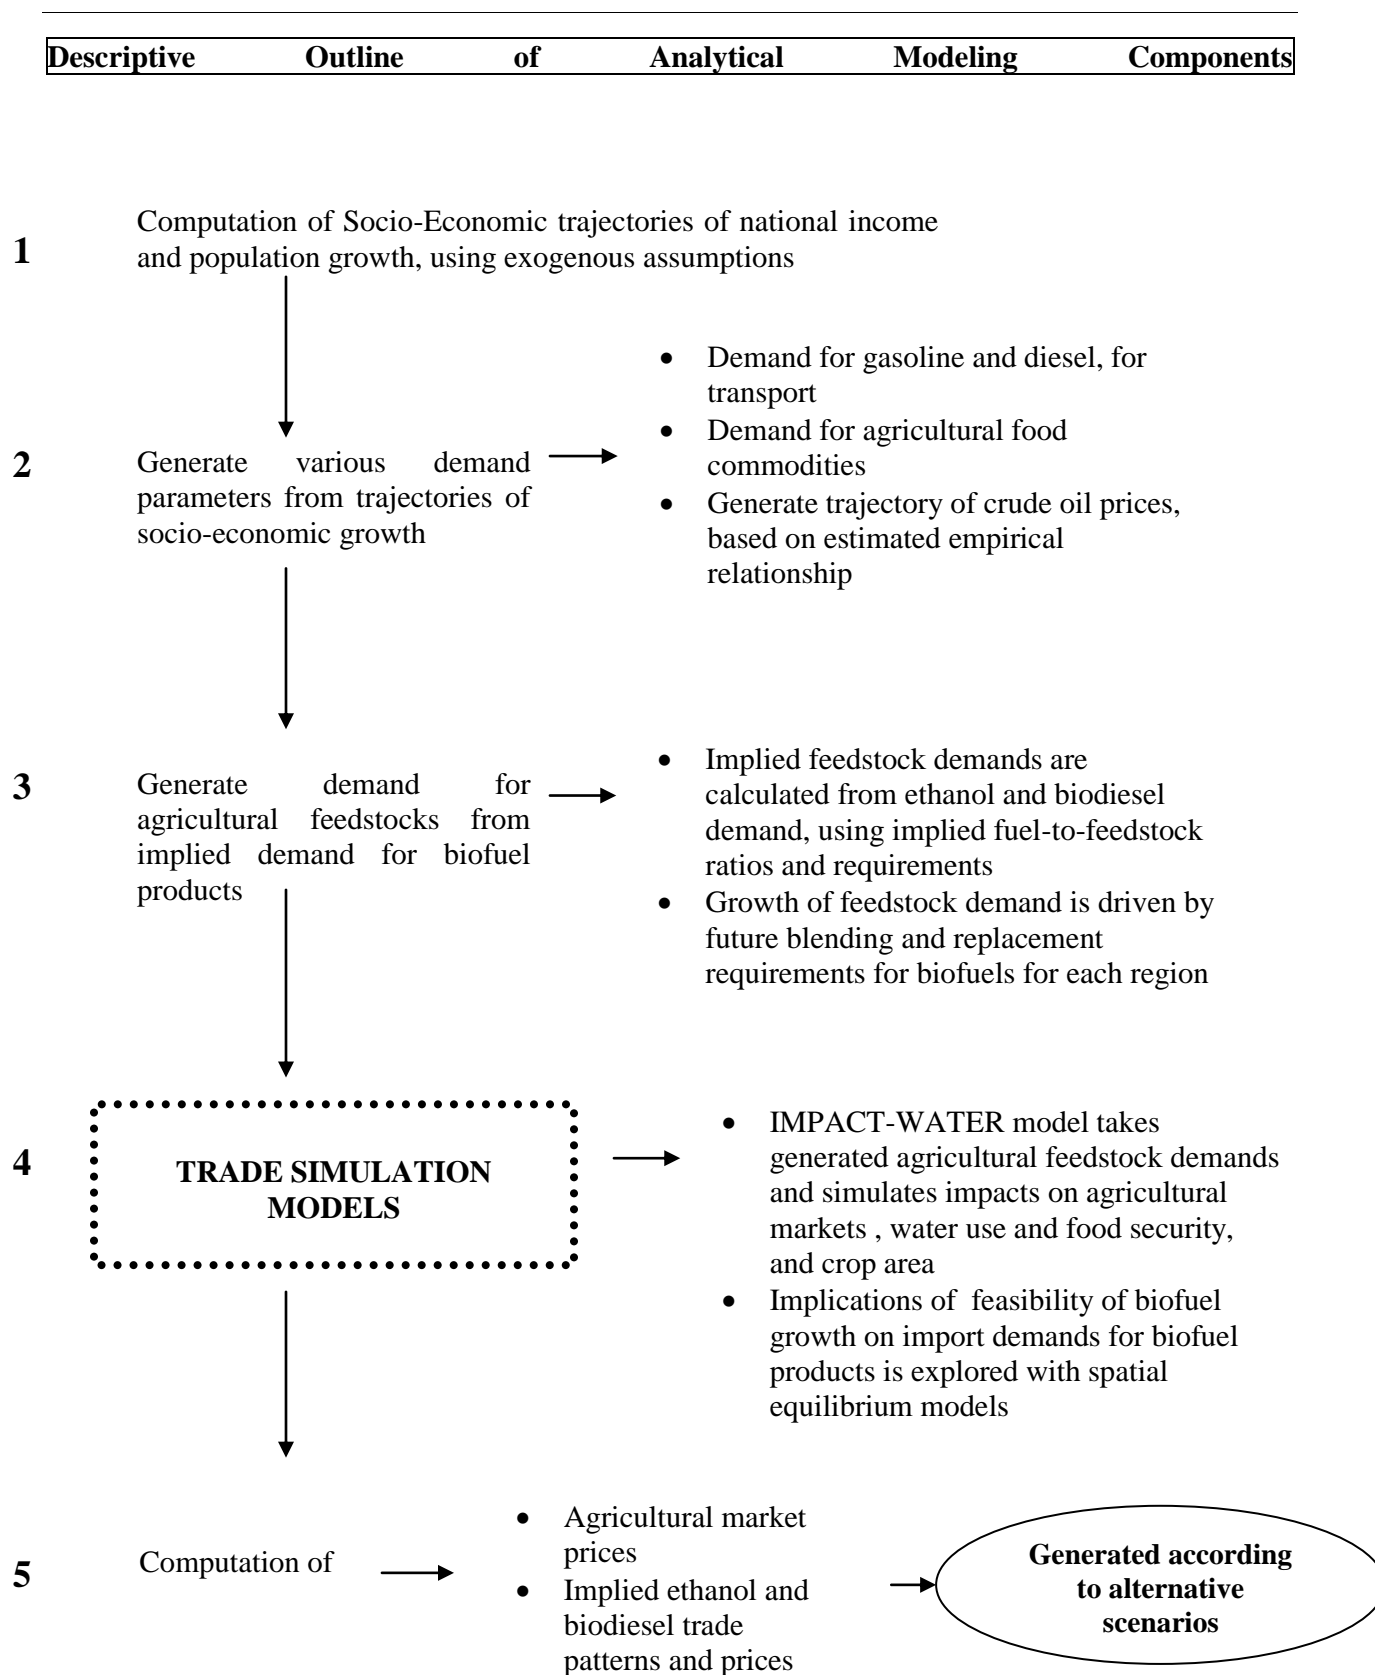 Descriptive Outline of Analytical Modeling Components
1
Computation of Socio-Economic trajectories of national income
and population growth, using exogenous assumptions
2
Generate various demand
parameters from trajectories of
socio-economic growth
• Demand for gasoline and diesel, for
transport
• Demand for agricultural food
commodities
• Generate trajectory of crude oil prices,
based on estimated empirical
relationship
3
Generate demand for
agricultural feedstocks from
implied demand for biofuel
products
• Implied feedstock demands are
calculated from ethanol and biodiesel
demand, using implied fuel-to-feedstock
ratios and requirements
• Growth of feedstock demand is driven by
future blending and replacement
requirements for biofuels for each region
4
TRADE SIMULATION
MODELS
• IMPACT-WATER model takes
generated agricultural feedstock demands
and simulates impacts on agricultural
markets , water use and food security,
and crop area
• Implications of feasibility of biofuel
growth on import demands for biofuel
products is explored with spatial
equilibrium models
5
Computation of
• Agricultural market
prices
• Implied ethanol and
biodiesel trade
patterns and prices
Generated according
to alternative
scenarios